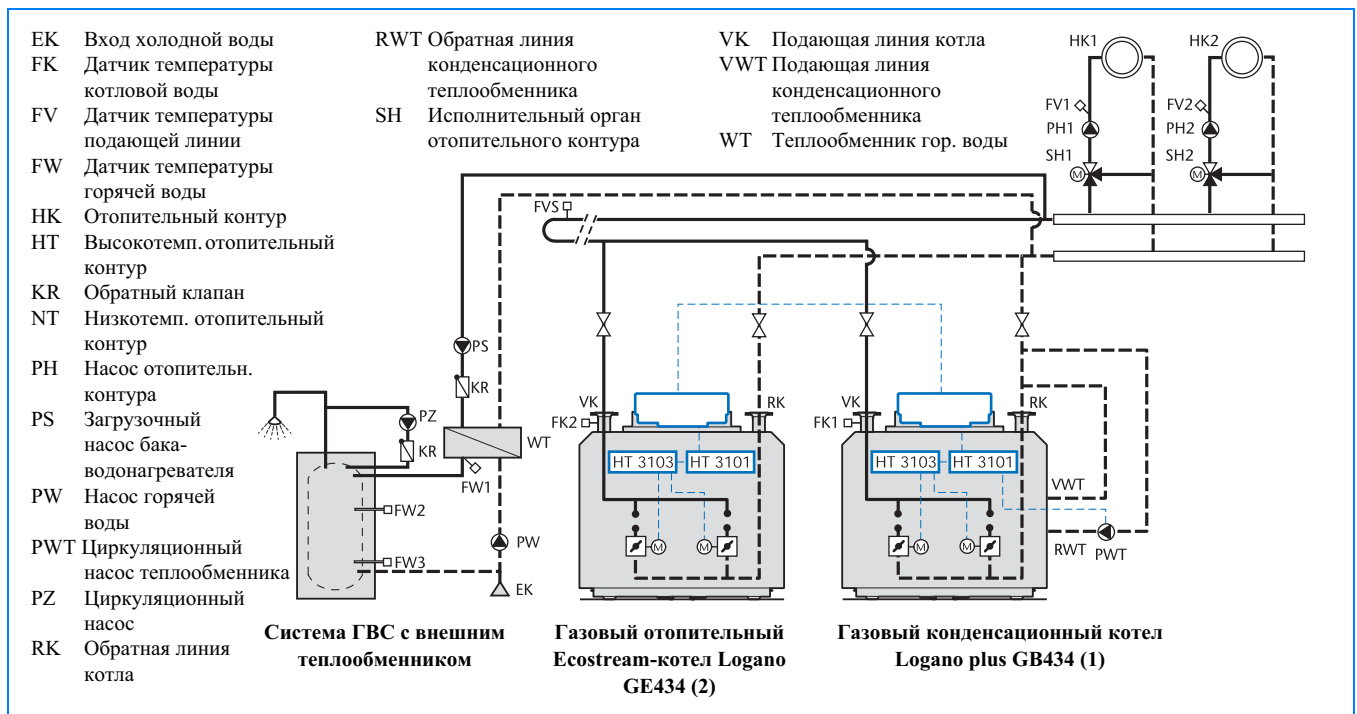 EK Вход холодной воды
FK Датчик температуры
котловой воды
FV Датчик температуры
подающей линии
FW Датчик температуры
горячей воды
HK Отопительный контур
HT Высокотемп. отопительный
контур
KR Обратный клапан
NT Низкотемп. отопительный
контур
PH Насос отопительн.
контура
PS Загрузочный
насос бака-
водонагревателя
PW Насос горячей
воды
PWT Циркуляционный
насос теплообменника
PZ Циркуляционный
насос
RK Обратная линия
котла
RWT Обратная линия
конденсационного
теплообменника
SH Исполнительный орган
отопительного контура
VK Подающая линия котла
VWT Подающая линия
конденсационного
теплообменника
WT Теплообменник гор. воды
HK1
HK2
FV1
FV2
PH1
PH2
SH1
SH2
M
M
FVS
PS
KR
PZ
KR
WT
FW1
FW2
FW3
PW
EK
VK
FK2
RK
HT 3103
HT 3101
M
M
VK
FK1
RK
HT 3103
HT 3101
M
M
VWT
RWT
PWT
Система ГВС с внешним
теплообменником
Газовый отопительный
Ecostream-котел Logano
GE434 (2)
Газовый конденсационный котел
Logano plus GB434 (1)